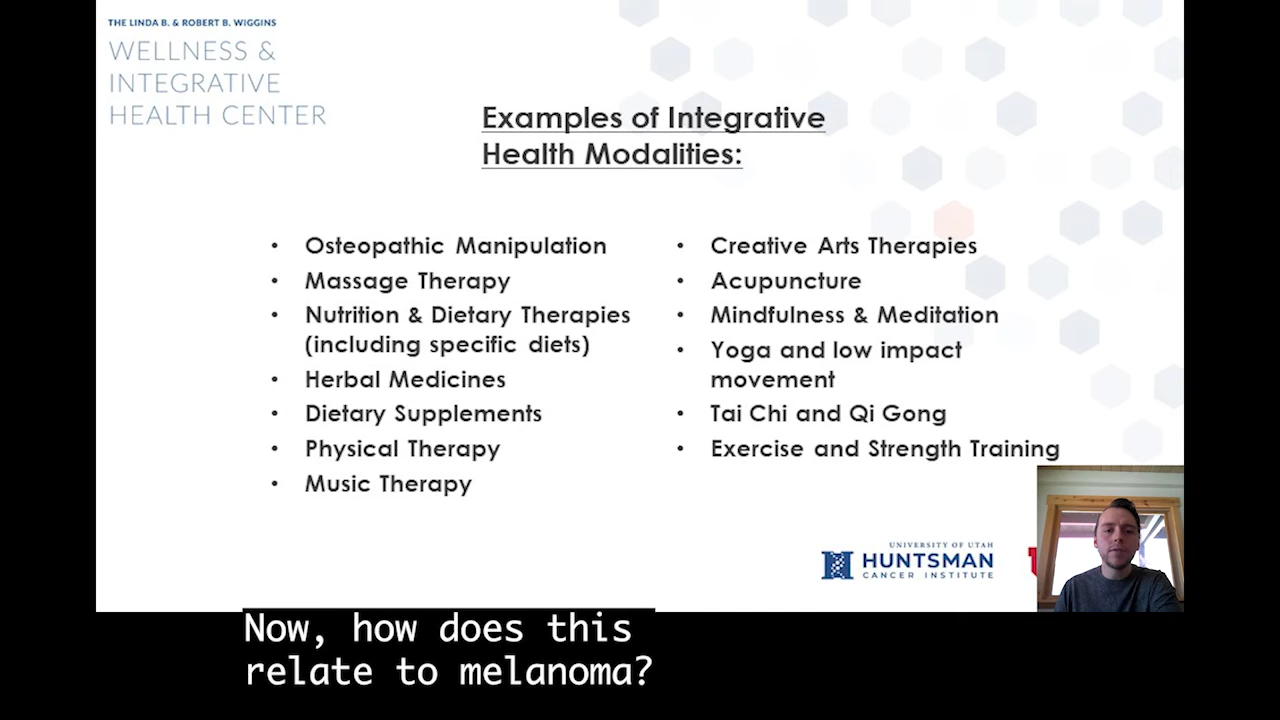 THE LINDA B. & ROBERT B. WIGGINS
WELLNESS &
INTEGRATIVE
HEALTH CENTER
Examples of Integrative
Health Modalities:
• Osteopathic Manipulation
• Massage Therapy
• Nutrition & Dietary Therapies
(including specific diets)
• Herbal Medicines
• Dietary Supplements
• Physical Therapy
• Music Therapy
• Creative Arts Therapies
• Acupuncture
• Mindfulness & Meditation
• Yoga and low impact
movement
• Tai Chi and Qi Gong
• Exercise and Strength Training
UNIVERSITY OF UTAH
HUNTSMAN
CANCER INSTITUTE
Now, how does this
relate to melanoma?